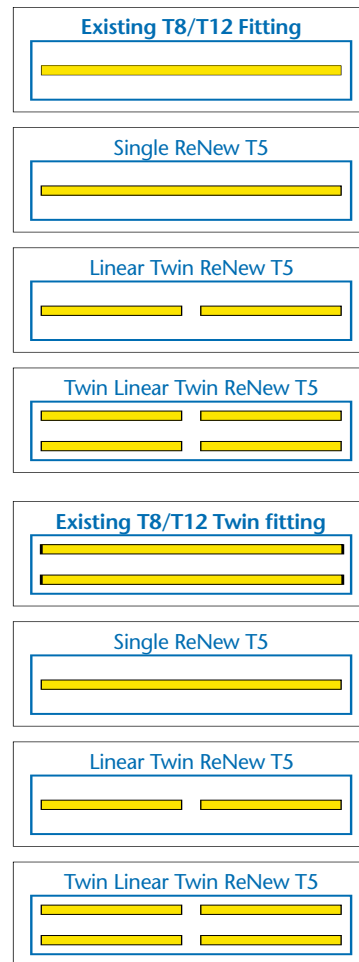 Existing T8/T12 Fitting
Single ReNew T5
Linear Twin ReNew T5
Twin Linear Twin ReNew T5
Existing T8/T12 Twin fitting
Single ReNew T5
Linear Twin ReNew T5
Twin Linear Twin ReNew T5